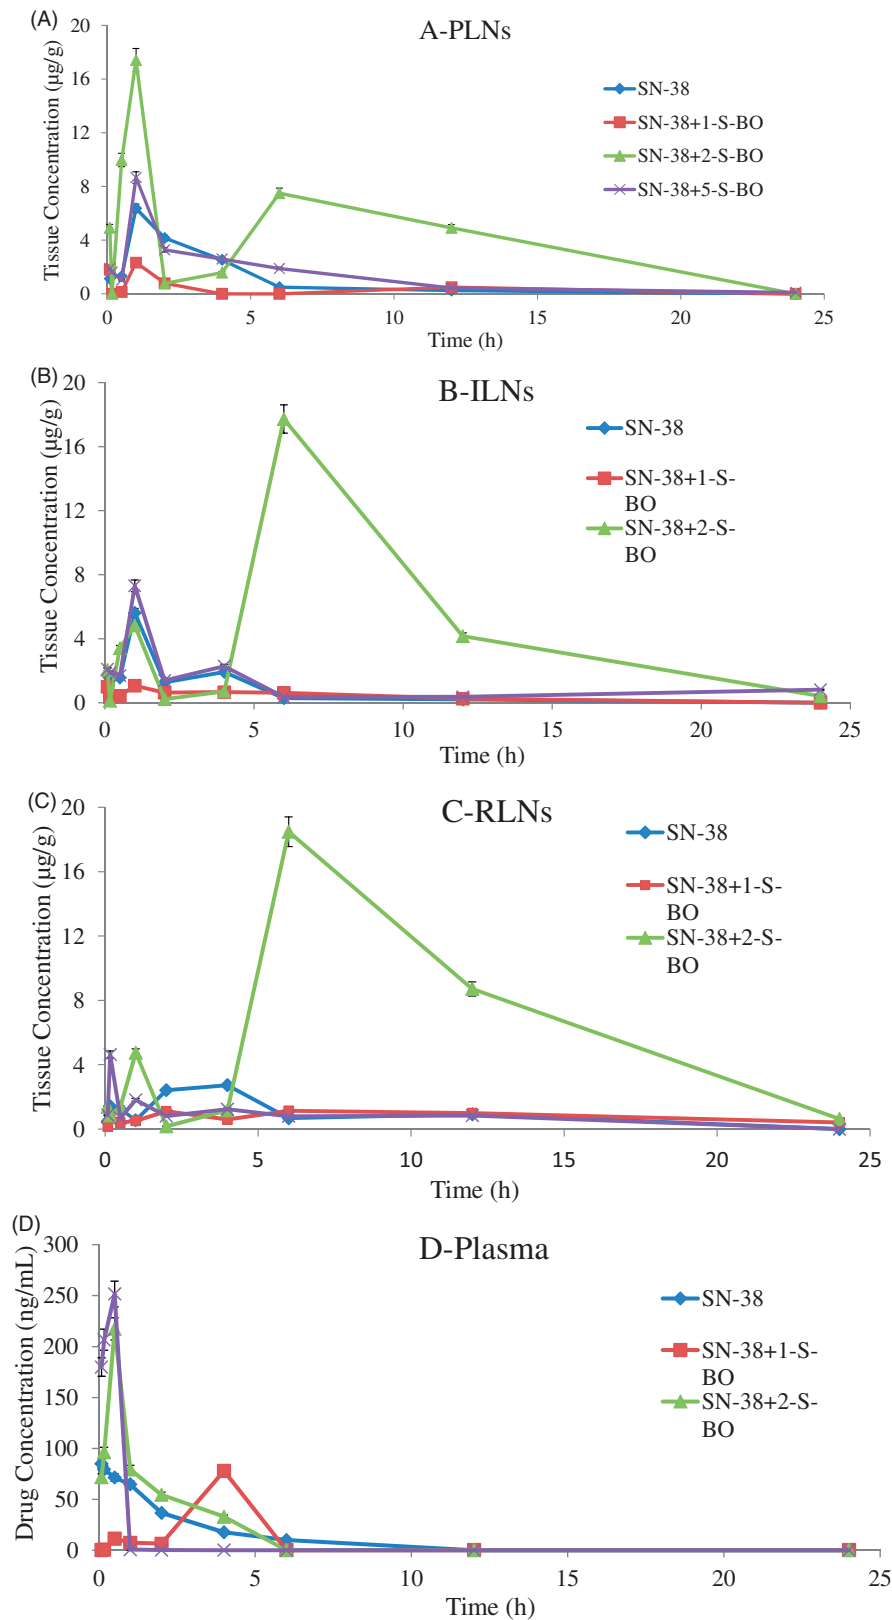 (A)
A-PLNs
Tissue Concentration (µg/g)
20
16
12
8
4
0
SN-38
SN-38+1-S-BO
SN-38+2-S-BO
SN-38+5-S-BO
0 5 10 15 20 25
Time (h)
(B)
B-ILNs
Tissue Concentration (µg/g)
20
16
12
8
4
0
SN-38
SN-38+1-S-
BO
SN-38+2-S-
BO
0 5 10 15 20 25
Time (h)
(C)
C-RLNs
Tissue Concentration (µg/g)
20
16
12
8
4
0
SN-38
SN-38+1-S-
BO
SN-38+2-S-
BO
0 5 10 15 20 25
Time (h)
(D)
D-Plasma
Drug Concentration (ng/mL)
300
250
200
150
100
50
0
SN-38
SN-38+1-S-
BO
SN-38+2-S-
BO
0 5 10 15 20 25
Time (h)